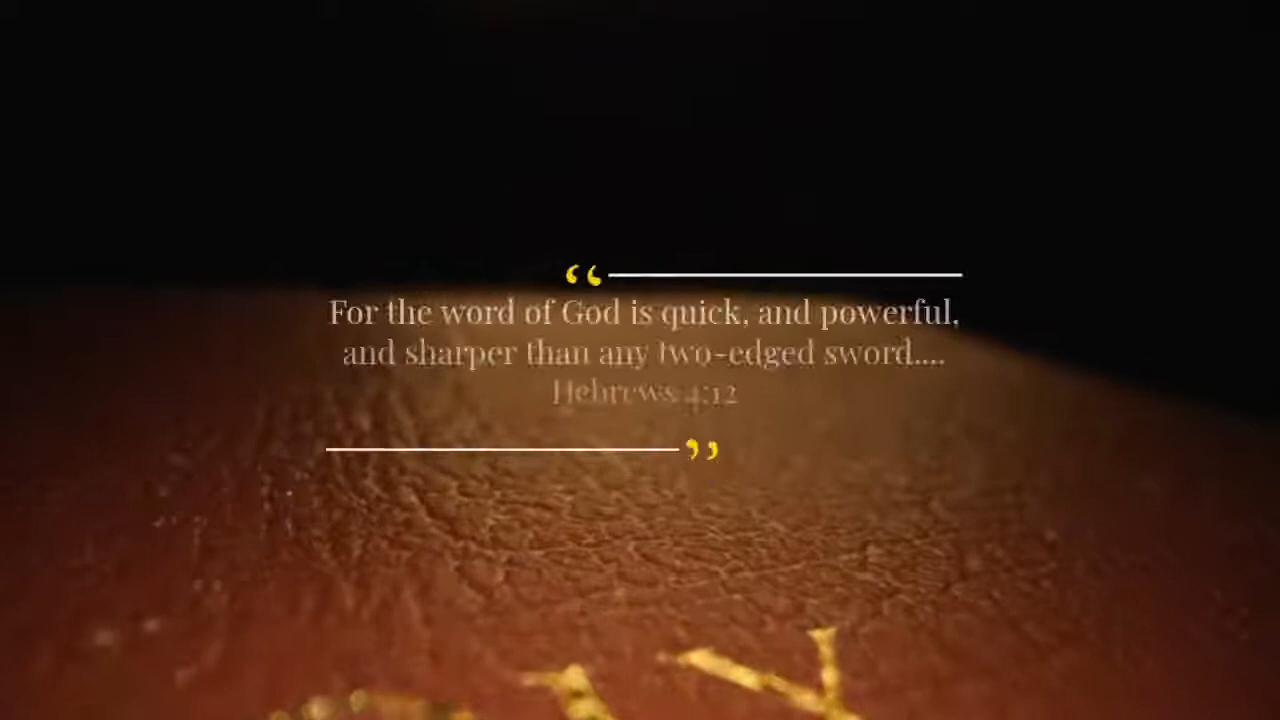 “
For the word of God is quick, and powerful,
and sharper than any two-edged sword....
Hebrews 4:12
”